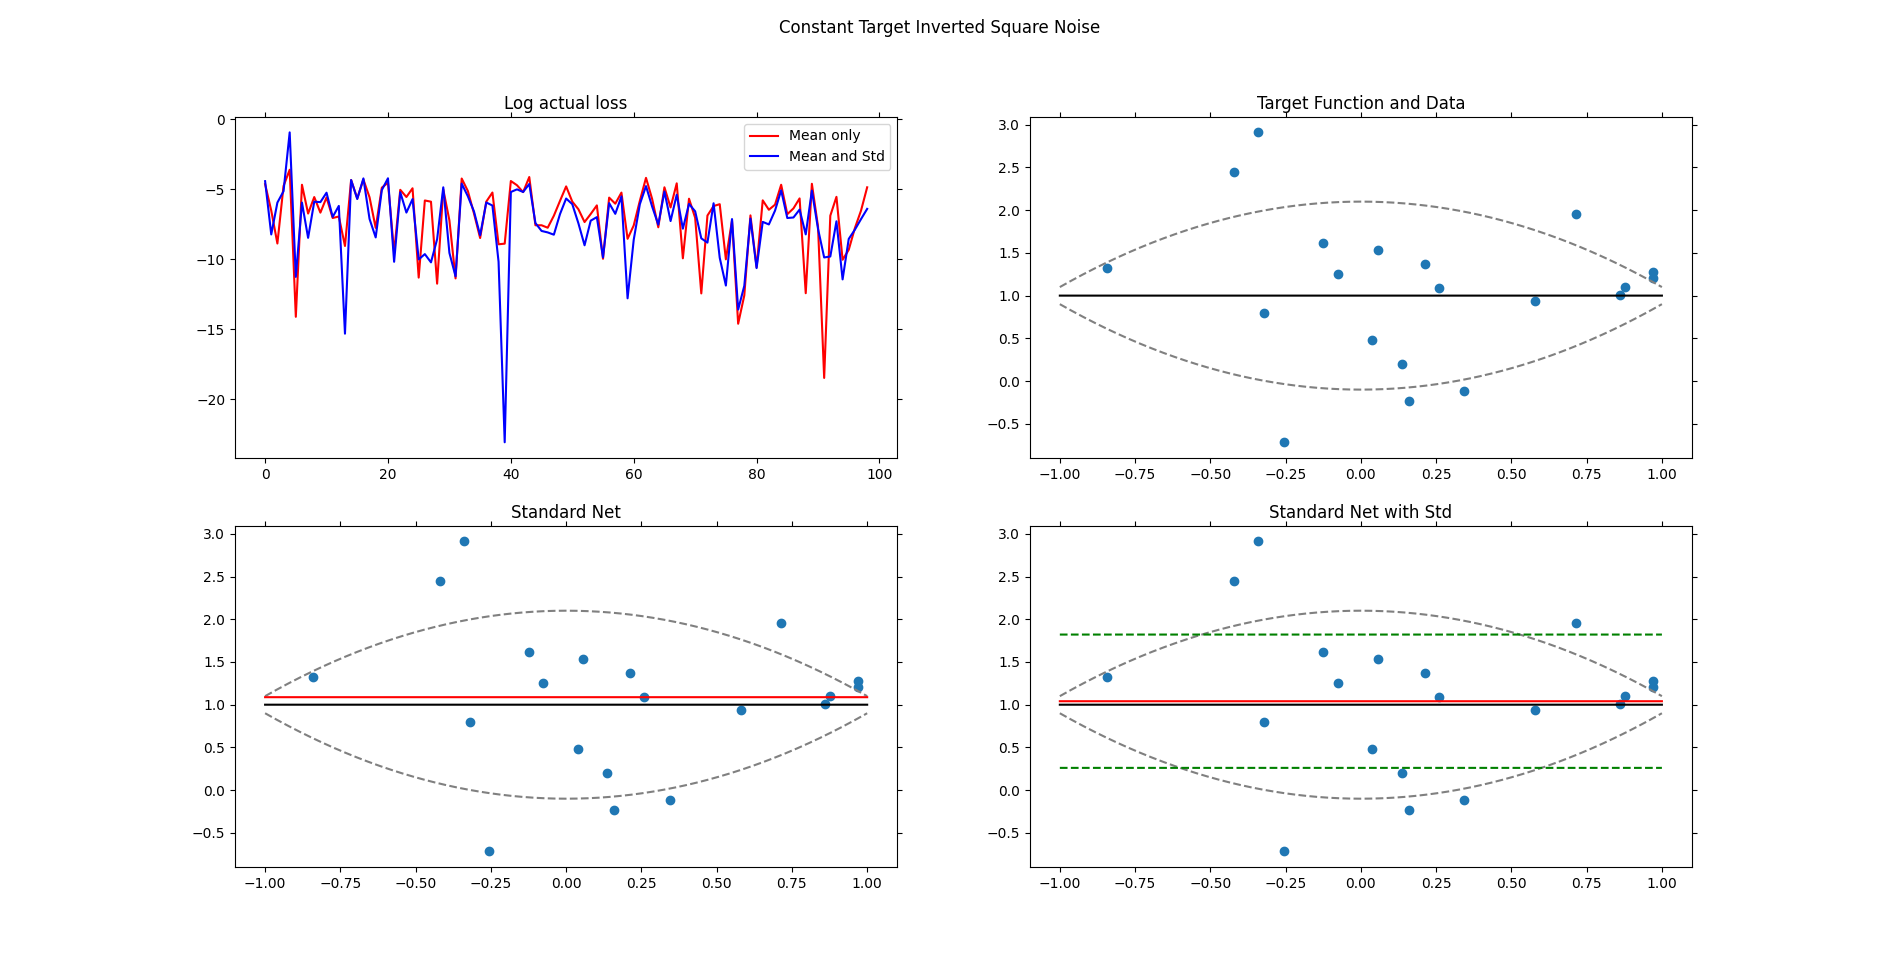 Constant Target Inverted Square Noise
Log actual loss
0
−5
−10
−15
−20
0 20 40 60 80 100
Mean only
Mean and Std
Target Function and Data
3.0
2.5
2.0
1.5
1.0
0.5
0.0
−0.5
−1.00 −0.75 −0.50 −0.25 0.00 0.25 0.50 0.75 1.00
Standard Net
3.0
2.5
2.0
1.5
1.0
0.5
0.0
−0.5
−1.00 −0.75 −0.50 −0.25 0.00 0.25 0.50 0.75 1.00
Standard Net with Std
3.0
2.5
2.0
1.5
1.0
0.5
0.0
−0.5
−1.00 −0.75 −0.50 −0.25 0.00 0.25 0.50 0.75 1.00